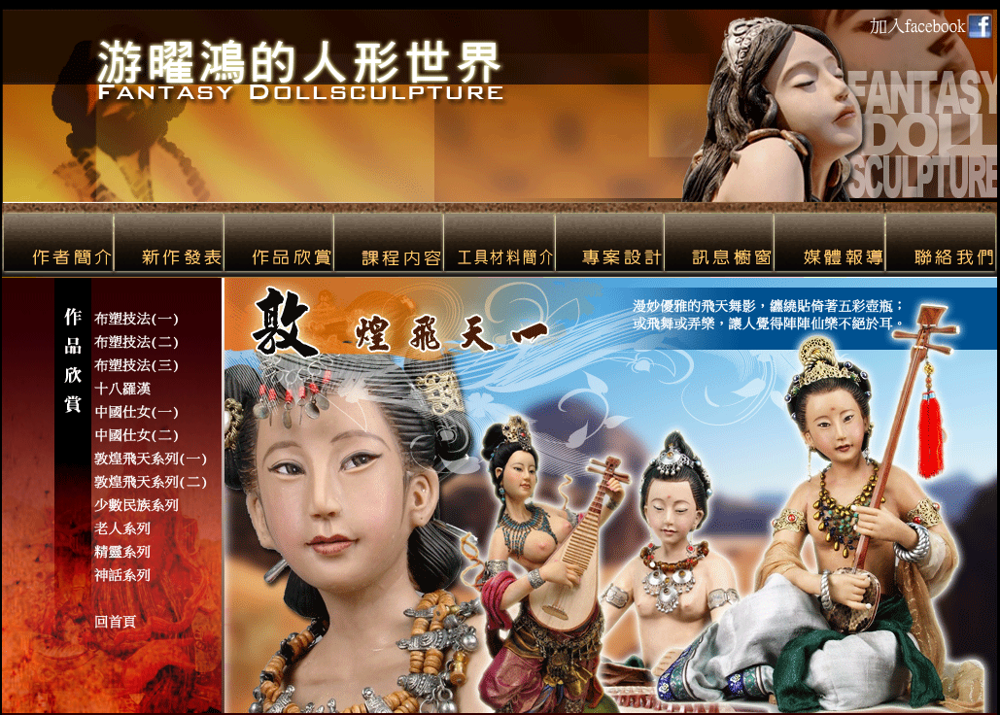 加入facebook
游曜鴻的人形世界
FANTASY DOLLSCULPTURE
FANTASY
DOLL
SCULPTURE
作者簡介
新作發表
作品欣賞
課程內容
工具材料簡介
專案設計
訊息櫥窗
媒體報導
聯絡我們
作品欣賞
布塑技法(一)
布塑技法(二)
布塑技法(三)
十八羅漢
中國仕女(一)
中國仕女(二)
敦煌飛天系列(一)
敦煌飛天系列(二)
少數民族系列
老人系列
精靈系列
神話系列
回首頁
敦煌飛天一
漫妙優雅的飛天舞影，纏繞貼倚著五彩壺瓶；
或飛舞或弄樂，讓人覺得陣陣仙樂不絕於耳。